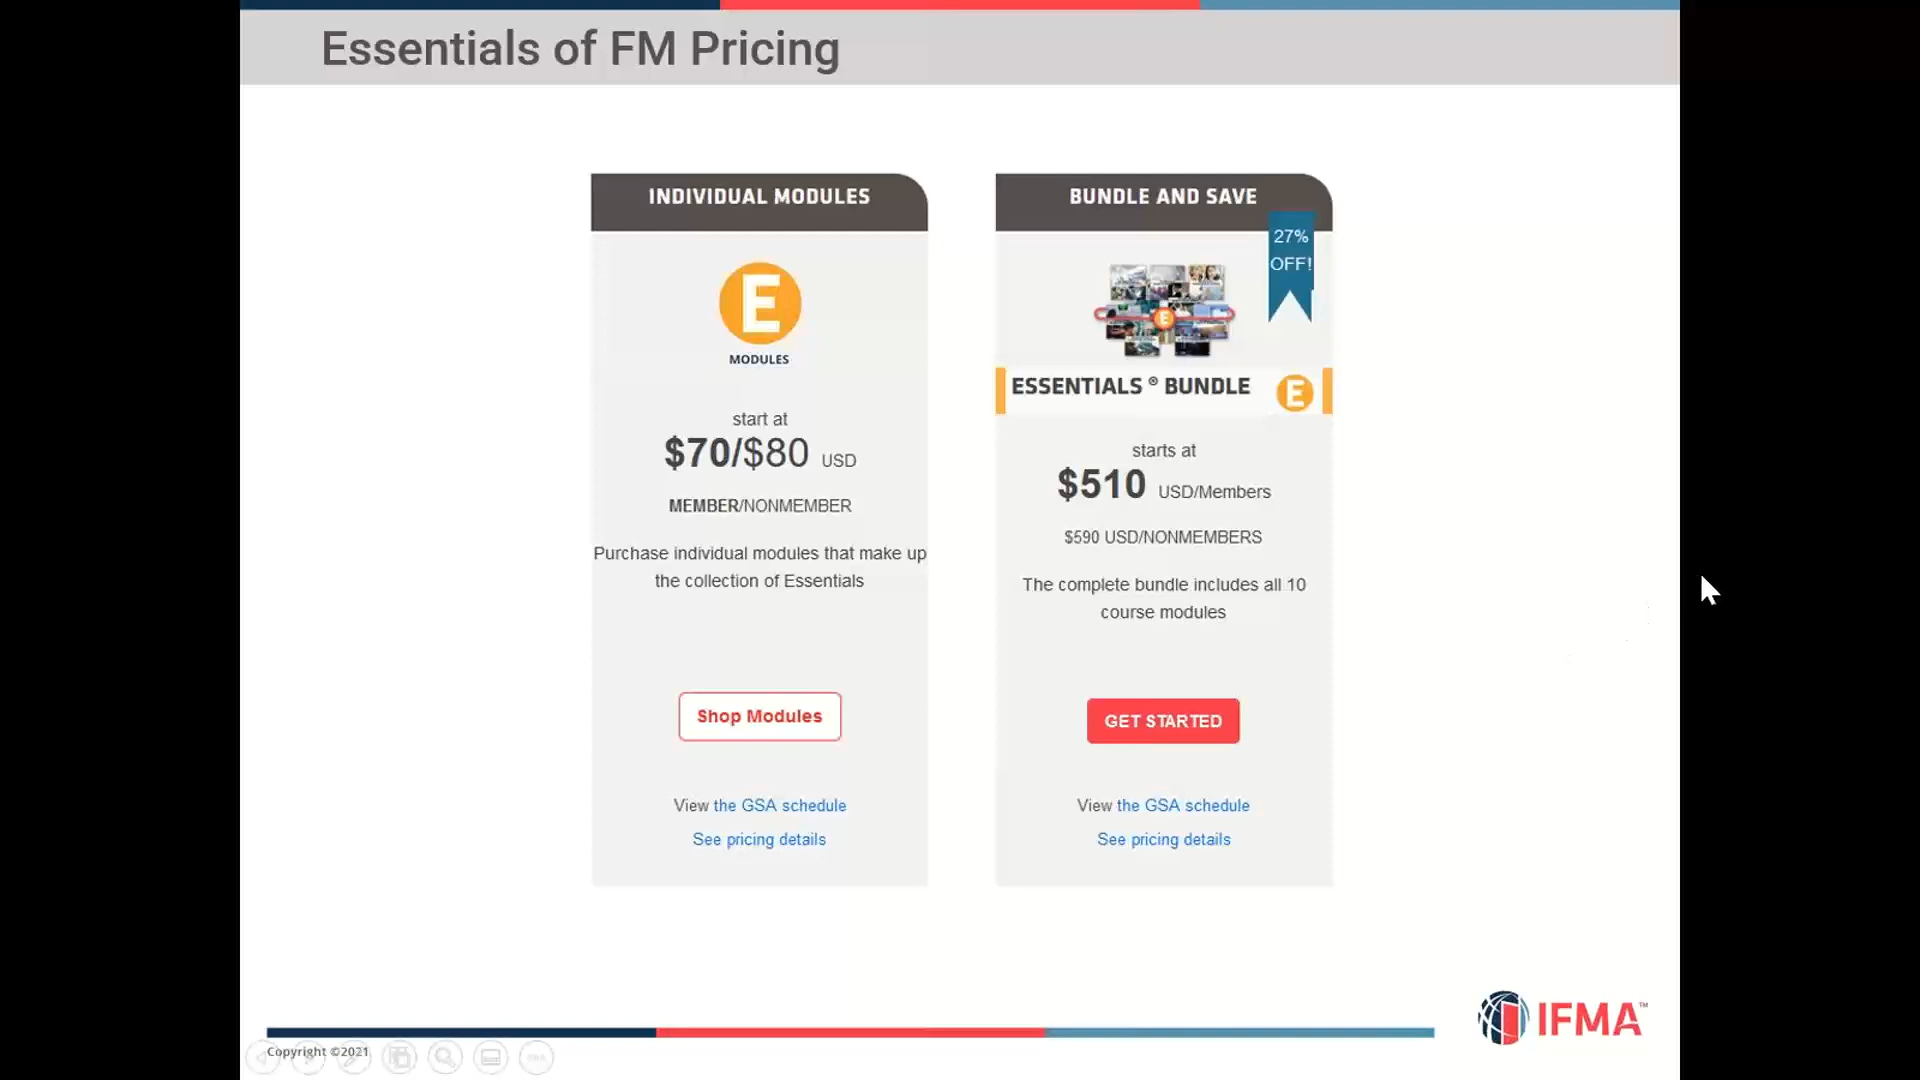 Essentials of FM Pricing
INDIVIDUAL MODULES
E
MODULES
start at
$70/$80 USD
MEMBER/NONMEMBER
Purchase individual modules that make up
the collection of Essentials
Shop Modules
View the GSA schedule
See pricing details
BUNDLE AND SAVE
27%
OFF!
E
ESSENTIALS ® BUNDLE E
starts at
$510 USD/Members
$590 USD/NONMEMBERS
The complete bundle includes all 10
course modules
GET STARTED
View the GSA schedule
See pricing details
IFMA™
Copyright ©2021